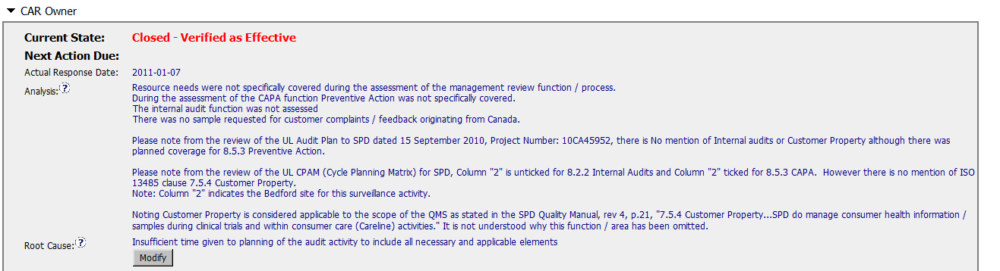 CAR Owner
Current State: Closed - Verified as Effective
Next Action Due:
Actual Response Date: 2011-01-07
Analysis: ? Resource needs were not specifically covered during the assessment of the management review function / process.
During the assessment of the CAPA function Preventive Action was not specifically covered.
The internal audit function was not assessed
There was no sample requested for customer complaints / feedback originating from Canada.
Please note from the review of the UL Audit Plan to SPD dated 15 September 2010, Project Number: 10CA45952, there is No mention of Internal audits or Customer Property although there was
planned coverage for 8.5.3 Preventive Action.
Please note from the review of the UL CPAM (Cycle Planning Matrix) for SPD, Column "2" is unticked for 8.2.2 Internal Audits and Column "2" ticked for 8.5.3 CAPA.  However there is no mention of ISO
13485 clause 7.5.4 Customer Property.
Note: Column "2" indicates the Bedford site for this surveillance activity.
Noting Customer Property is considered applicable to the scope of the QMS as stated in the SPD Quality Manual, rev 4, p.21, "7.5.4 Customer Property...SPD do manage consumer health information /
samples during clinical trials and within consumer care (Careline) activities." It is not understood why this function / area has been omitted.
Root Cause: ? Insufficient time given to planning of the audit activity to include all necessary and applicable elements
Modify